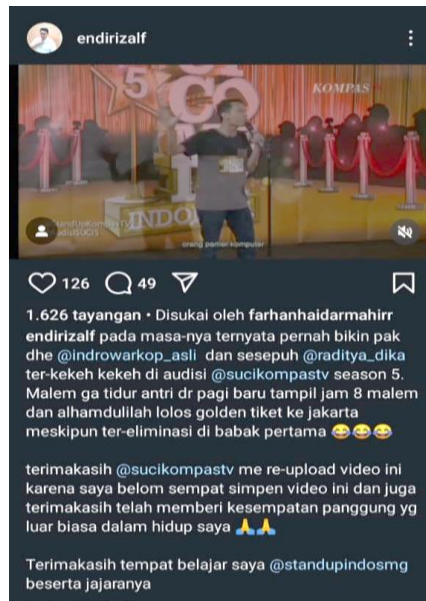 endirizalf
5
KOMPAS
INDO
orang pamer komputer
126
49
1.626 tayangan • Disukai oleh farhanhaidarmahirr
endirizalf pada masa-nya ternyata pernah bikin pak
dhe @indrowarkop_asli dan sesepuh @raditya_dika
ter-kekeh kekeh di audisi @sucikompastv season 5.
Malem ga tidur antri dr pagi baru tampil jam 8 malem
dan alhamdulilah lolos golden tiket ke jakarta
meskipun ter-eliminasi di babak pertama 😂😂😂
terimakasih @sucikompastv me re-upload video ini
karena saya belom sempat simpen video ini dan juga
terimakasih telah memberi kesempatan panggung yg
luar biasa dalam hidup saya 🙏🙏
Terimakasih tempat belajar saya @standupindosmg
beserta jajaranya